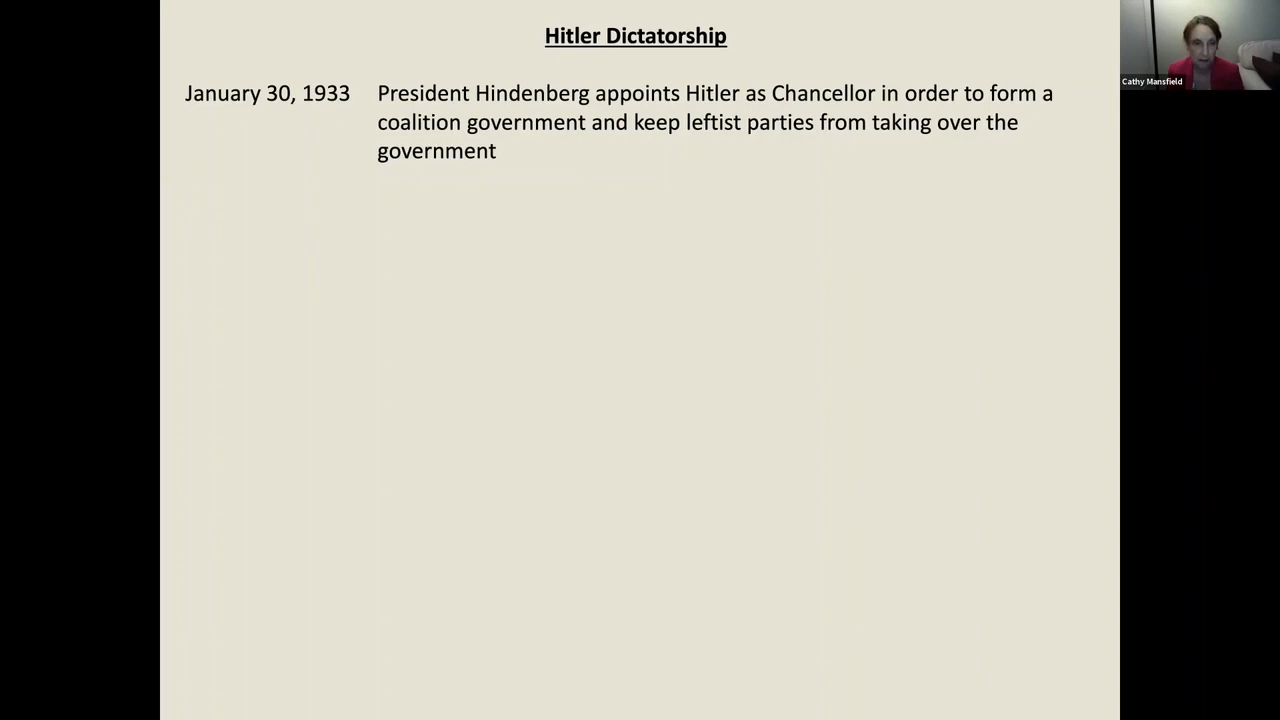 Hitler Dictatorship
Cathy Mansfield
January 30, 1933 President Hindenberg appoints Hitler as Chancellor in order to form a
coalition government and keep leftist parties from taking over the
government